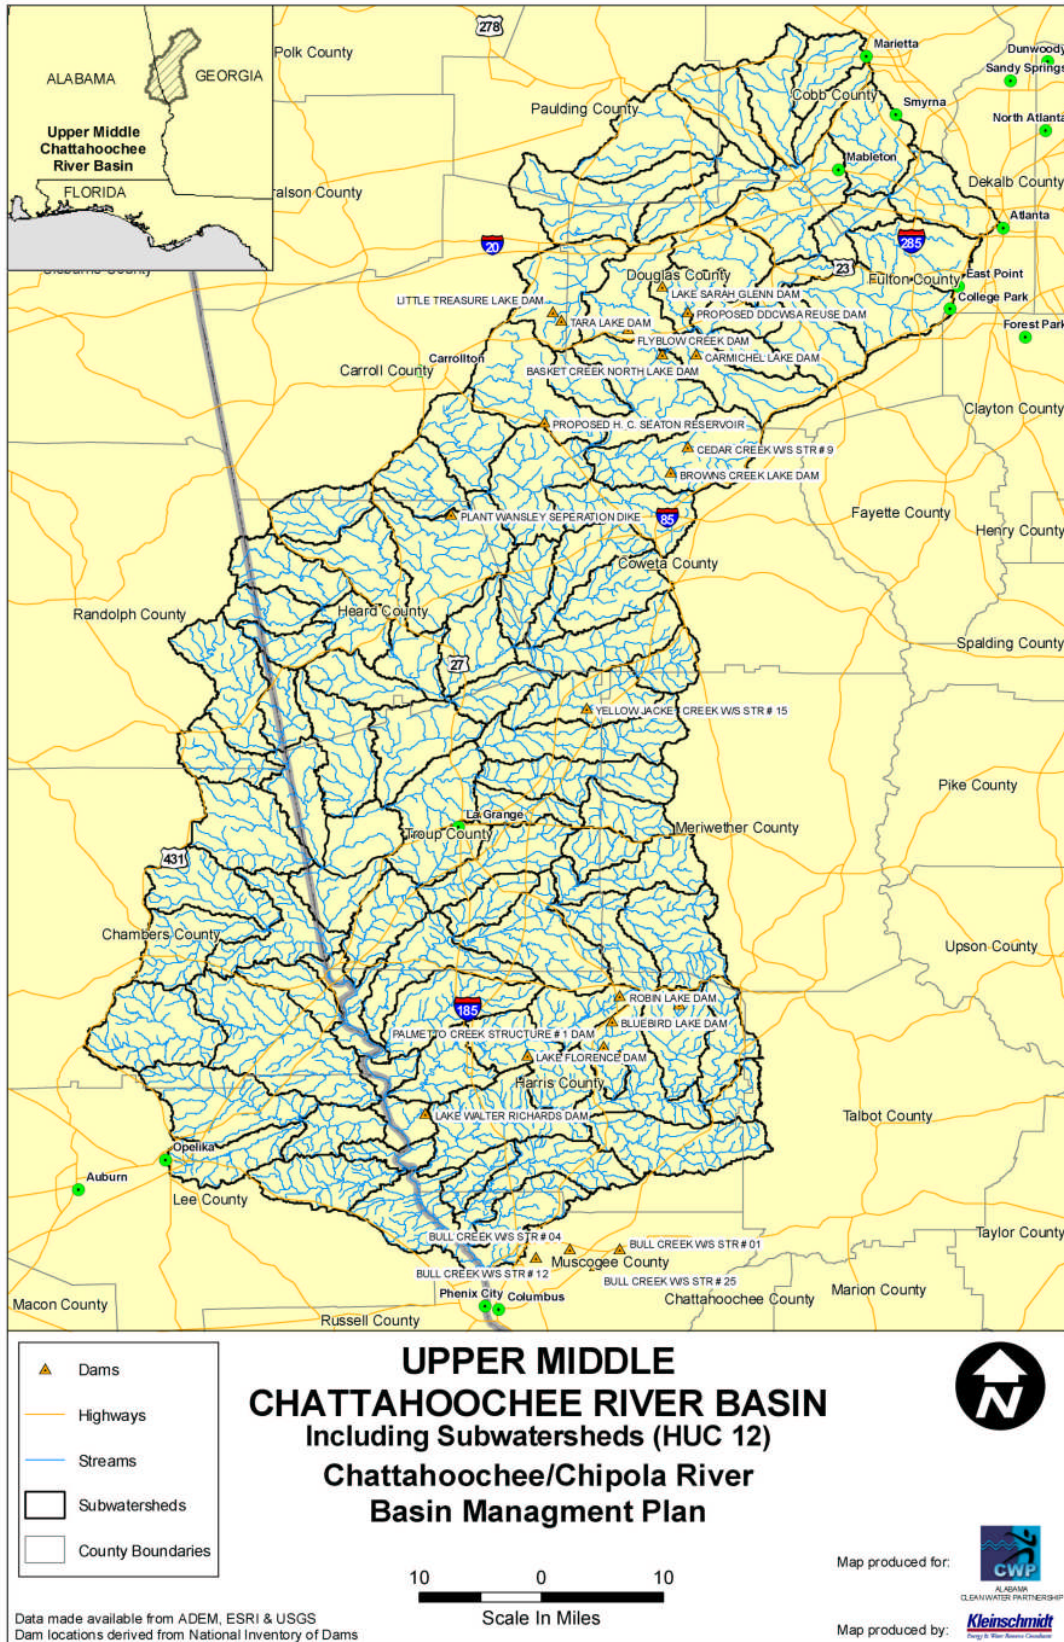 278
Polk County
ALABAMA
GEORGIA
Upper Middle
Chattahoochee
River Basin
FLORIDA
Marietta
Dunwoody
Sandy Springs
Cobb County
Paulding County
Smyrna
North Atlanta
Mableton
Dekalb County
ralson County
Atlanta
20
285
23
Douglas County
Fulton County
East Point
College Park
LAKE SARAH GLENN DAM
LITTLE TREASURE LAKE DAM
PROPOSED DDCWSA REUSE DAM
TARA LAKE DAM
Forest Park
FLYBLOW CREEK DAM
Carrollton
CARMICHEL LAKE DAM
Carroll County
BASKET CREEK NORTH LAKE DAM
Clayton County
PROPOSED H. C. SEATON RESERVOIR
CEDAR CREEK W/S STR # 9
BROWNS CREEK LAKE DAM
Fayette County
PLANT WANSLEY SEPERATION DIKE
85
Henry County
Coweta County
Randolph County
Heard County
Spalding County
27
YELLOW JACKET CREEK W/S STR # 15
Pike County
La Grange
Troup County
Meriwether County
431
Chambers County
Upson County
ROBIN LAKE DAM
185
BLUEBIRD LAKE DAM
PALMETTO CREEK STRUCTURE # 1 DAM
LAKE FLORENCE DAM
Harris County
LAKE WALTER RICHARDS DAM
Talbot County
Opelika
Auburn
Lee County
Taylor County
BULL CREEK W/S STR # 04
BULL CREEK W/S STR # 01
Muscogee County
BULL CREEK W/S STR # 12
BULL CREEK W/S STR # 25
Marion County
Phenix City
Columbus
Chattahoochee County
Macon County
Russell County
Dams
Highways
Streams
Subwatersheds
County Boundaries
UPPER MIDDLE
CHATTAHOOCHEE RIVER BASIN
Including Subwatersheds (HUC 12)
Chattahoochee/Chipola River
Basin Managment Plan
N
10 0 10
Scale In Miles
Data made available from ADEM, ESRI & USGS
Dam locations derived from National Inventory of Dams
Map produced for:
CWP
ALABAMA
CLEAN WATER PARTNERSHIP
Map produced by:
Kleinschmidt
Energy & Water Resource Consultants